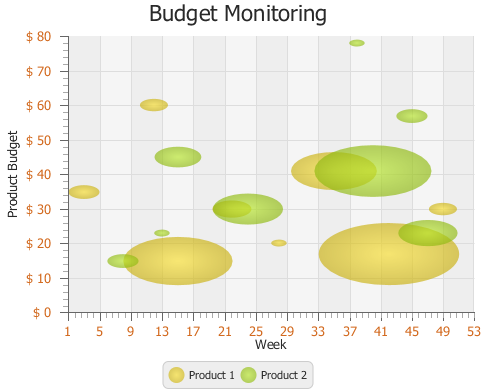 Budget Monitoring
$ 80
$ 70
$ 60
$ 50
$ 40
$ 30
$ 20
$ 10
$ 0
Product Budget
1 5 9 13 17 21 25 29 33 37 41 45 49 53
Week
Product 1 Product 2